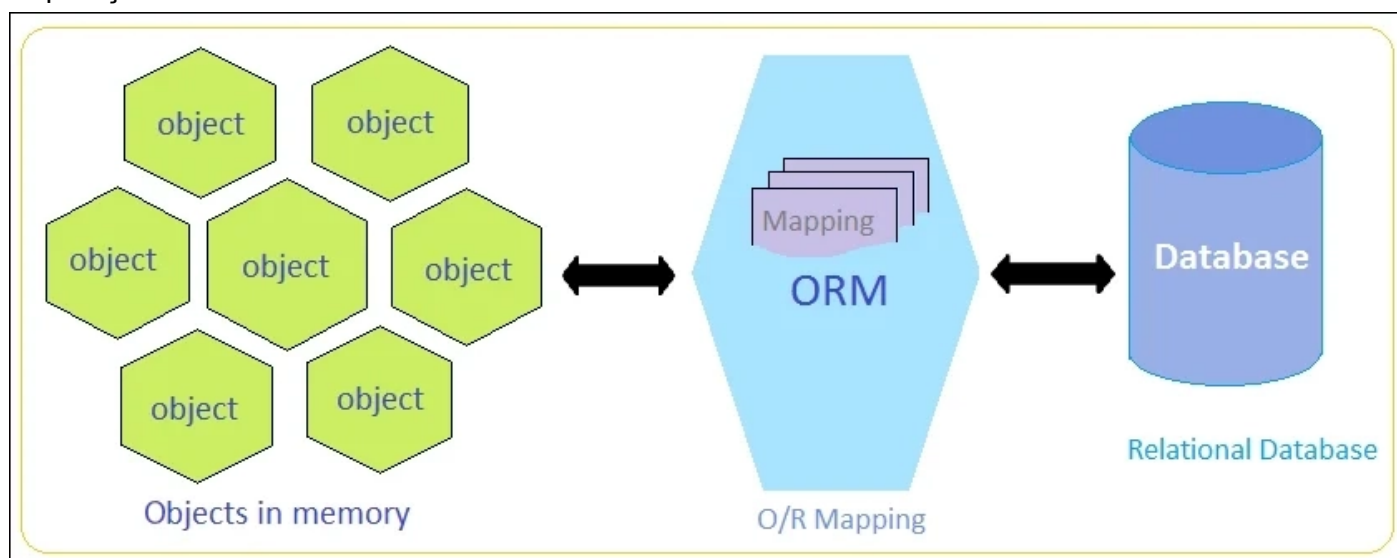 object
object
object
object
object
object
object
Objects in memory
Mapping
ORM
O/R Mapping
Database
Relational Database